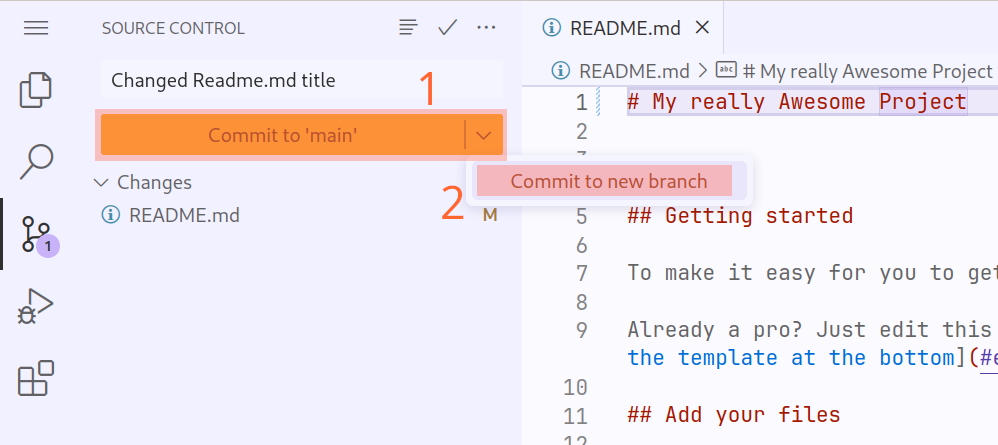 SOURCE CONTROL
Changed Readme.md title
1
Commit to 'main'
Commit to new branch
2
Changes
README.md
M
1
README.md
README.md > abc # My really Awesome Project
1 # My really Awesome Project
2
5 ## Getting started
6
7 To make it easy for you to get
8
9 Already a pro? Just edit this
the template at the bottom](#e
10
11 ## Add your files